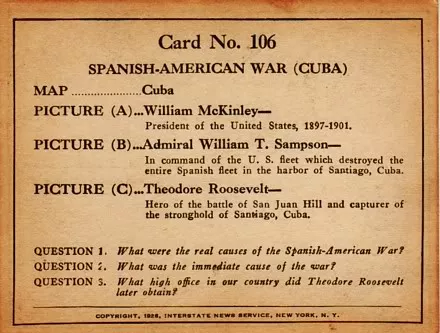 Card No. 106
SPANISH-AMERICAN WAR (CUBA)
MAP ......................Cuba
PICTURE (A)...William McKinley—
President of the United States, 1897-1901.
PICTURE (B)...Admiral William T. Sampson—
In command of the U. S. fleet which destroyed the
entire Spanish fleet in the harbor of Santiago, Cuba.
PICTURE (C)...Theodore Roosevelt—
Hero of the battle of San Juan Hill and capturer of
the stronghold of Santiago, Cuba.
QUESTION 1. What were the real causes of the Spanish-American War?
QUESTION 2. What was the immediate cause of the war?
QUESTION 3. What high office in our country did Theodore Roosevelt
later obtain?
COPYRIGHT, 1926, INTERSTATE NEWS SERVICE, NEW YORK, N. Y.